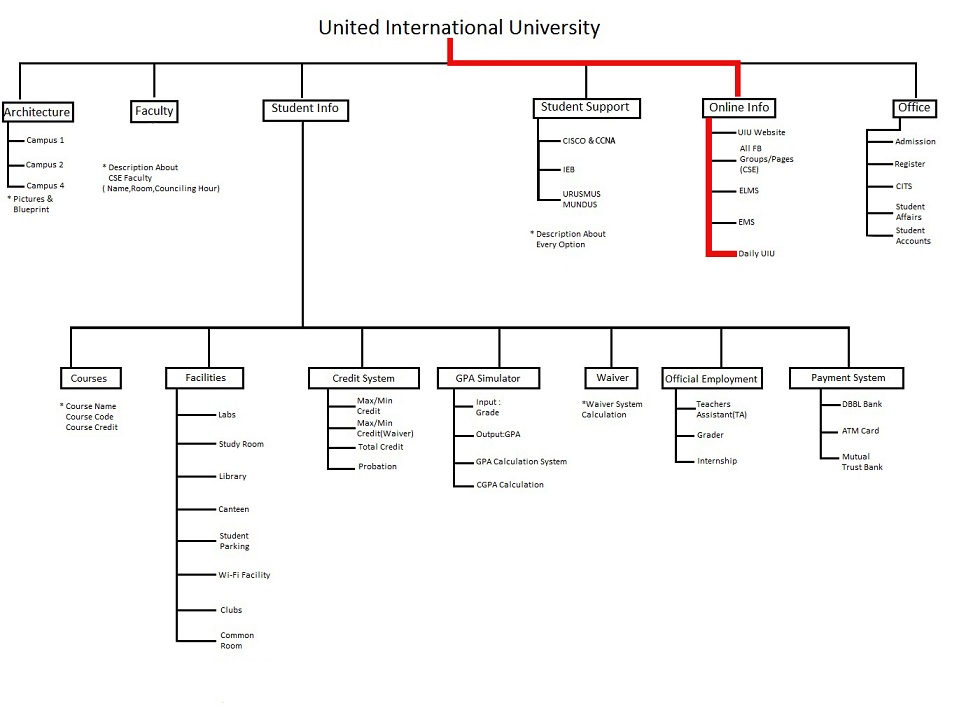 United International University
Architecture
Campus 1
Campus 2
Campus 4
* Pictures &
Blueprint
Faculty
* Description About
CSE Faculty
( Name,Room,Counciling Hour)
Student Info
Student Support
CISCO & CCNA
IEB
URUSMUS
MUNDUS
* Description About
Every Option
Online Info
UIU Website
All FB
Groups/Pages
(CSE)
ELMS
EMS
Daily UIU
Office
Admission
Register
CITS
Student
Affairs
Student
Accounts
Courses
* Course Name
Course Code
Course Credit
Facilities
Labs
Study Room
Library
Canteen
Student
Parking
Wi-Fi Facility
Clubs
Common
Room
Credit System
Max/Min
Credit
Max/Min
Credit(Waiver)
Total Credit
Probation
GPA Simulator
Input :
Grade
Output:GPA
GPA Calculation System
CGPA Calculation
Waiver
*Waiver System
Calculation
Official Employment
Teachers
Assistant(TA)
Grader
Internship
Payment System
DBBL Bank
ATM Card
Mutual
Trust Bank